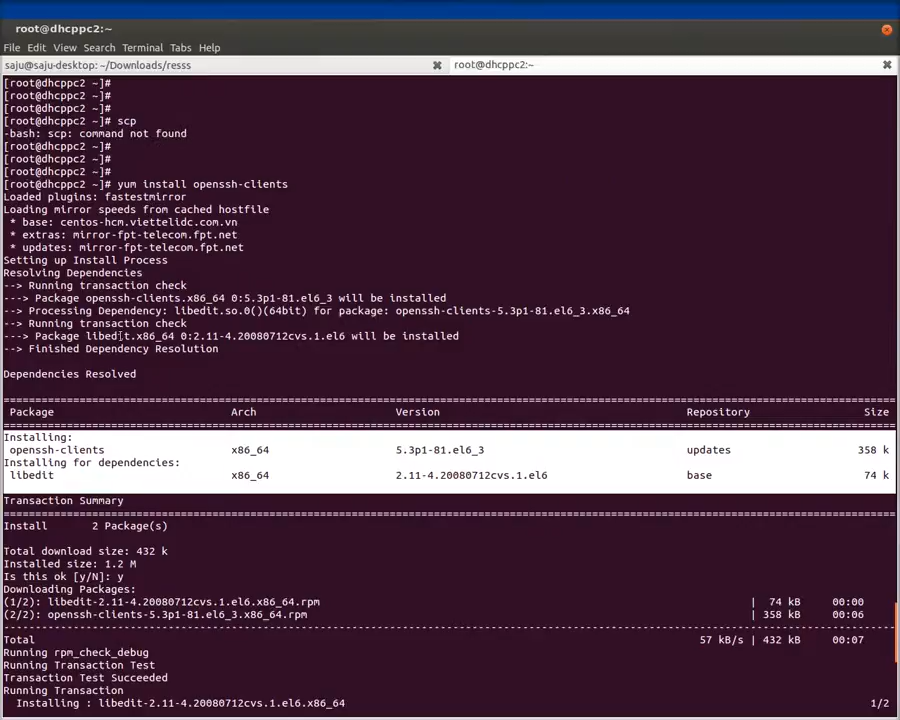 root@dhcppc2:~
File Edit View Search Terminal Tabs Help
saju@saju-desktop: ~/Downloads/resss root@dhcppc2:~
[root@dhcppc2 ~]#
[root@dhcppc2 ~]#
[root@dhcppc2 ~]#
[root@dhcppc2 ~]# scp
-bash: scp: command not found
[root@dhcppc2 ~]#
[root@dhcppc2 ~]#
[root@dhcppc2 ~]#
[root@dhcppc2 ~]# yum install openssh-clients
Loaded plugins: fastestmirror
Loading mirror speeds from cached hostfile
* base: centos-hcm.viettelidc.com.vn
* extras: mirror-fpt-telecom.fpt.net
* updates: mirror-fpt-telecom.fpt.net
Setting up Install Process
Resolving Dependencies
--> Running transaction check
---> Package openssh-clients.x86_64 0:5.3p1-81.el6_3 will be installed
--> Processing Dependency: libedit.so.0()(64bit) for package: openssh-clients-5.3p1-81.el6_3.x86_64
--> Running transaction check
---> Package libedit.x86_64 0:2.11-4.20080712cvs.1.el6 will be installed
--> Finished Dependency Resolution
Dependencies Resolved
Package Arch Version Repository Size
Installing:
openssh-clients x86_64 5.3p1-81.el6_3 updates 358 k
Installing for dependencies:
libedit x86_64 2.11-4.20080712cvs.1.el6 base 74 k
Transaction Summary
Install 2 Package(s)
Total download size: 432 k
Installed size: 1.2 M
Is this ok [y/N]: y
Downloading Packages:
(1/2): libedit-2.11-4.20080712cvs.1.el6.x86_64.rpm | 74 kB 00:00
(2/2): openssh-clients-5.3p1-81.el6_3.x86_64.rpm | 358 kB 00:06
Total 57 kB/s | 432 kB 00:07
Running rpm_check_debug
Running Transaction Test
Transaction Test Succeeded
Running Transaction
Installing : libedit-2.11-4.20080712cvs.1.el6.x86_64 1/2